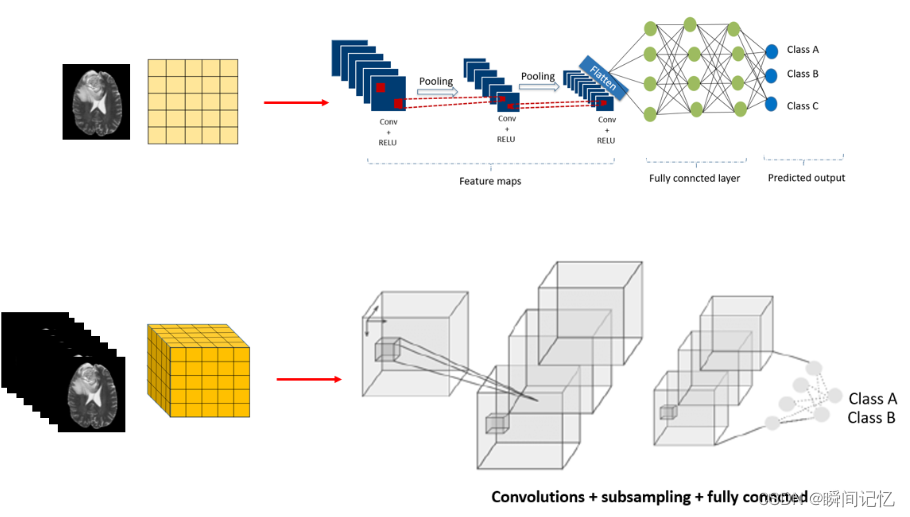 Pooling
Pooling
Flatten
Class A
Class B
Class C
Conv
+
RELU
Conv
+
RELU
Conv
+
RELU
Feature maps
Fully conncted layer
Predicted output
Class A
Class B
Convolutions + subsampling + fully conncted
CSDN @瞬间记忆